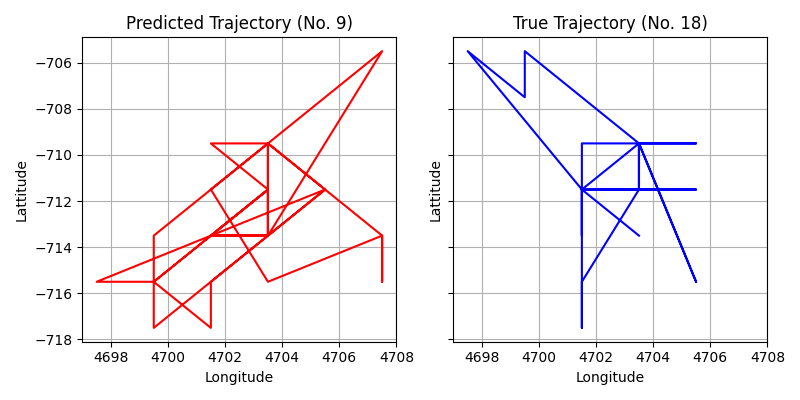 Predicted Trajectory (No. 9)
True Trajectory (No. 18)
Lattitude
−706
−708
−710
−712
−714
−716
−718
4698 4700 4702 4704 4706 4708
Longitude
Lattitude
4698 4700 4702 4704 4706 4708
Longitude